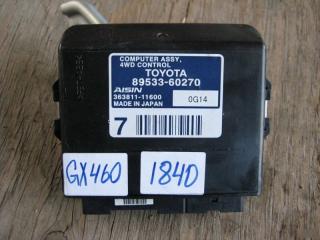 COMPUTER ASSY,
4WD CONTROL
TOYOTA
89533-60270
AISIN
363811-11600
MADE IN JAPAN
0G14
7
GX460
1840